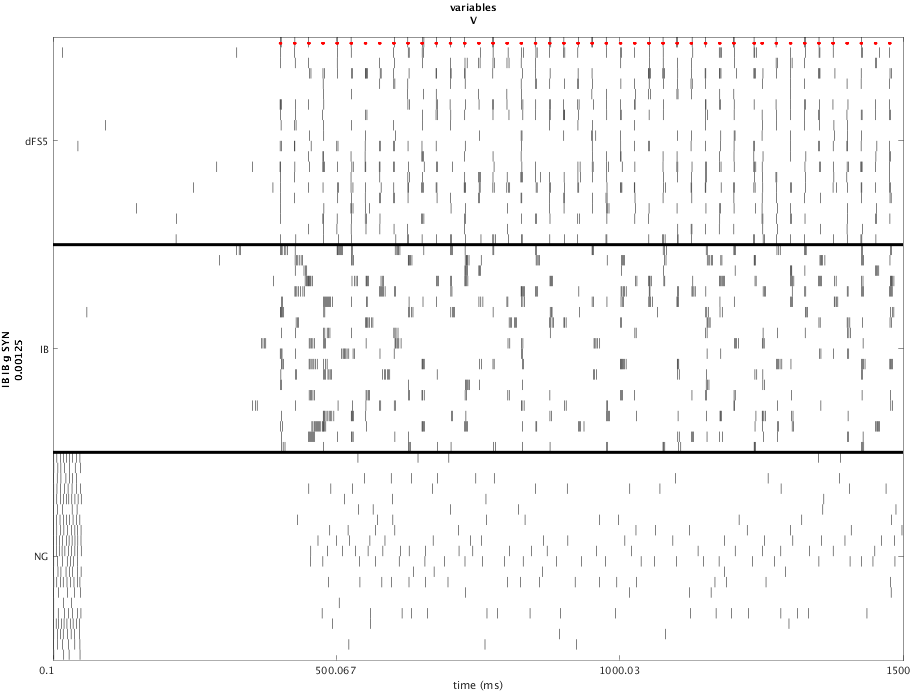 variables
V
dFS5
IB
NG
IB IB g SYN
0.00125
0.1
500.067
1000.03
1500
time (ms)